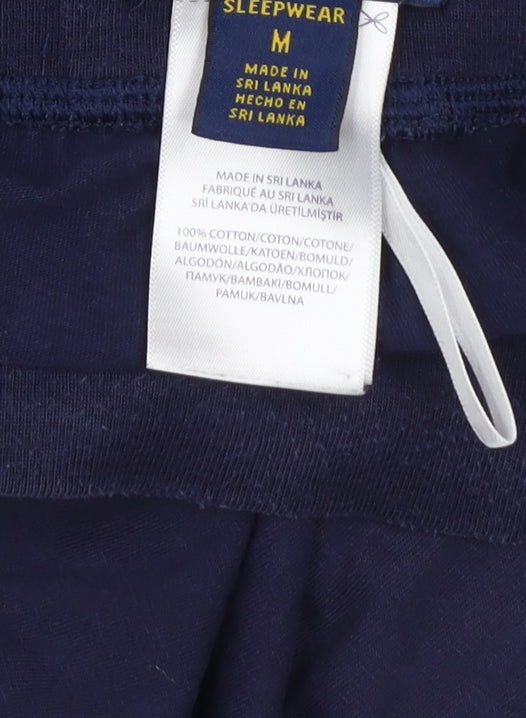 SLEEPWEAR
M
MADE IN
SRI LANKA
HECHO EN
SRI LANKA
MADE IN SRI LANKA
FABRIQUÉ AU SRI LANKA
SRİ LANKA'DA ÜRETİLMİŞTİR
100% COTTON/COTON/COTONE/
BAUMWOLLE/KATOEN/BOMULD/
ALGODÓN/ALGODÃO/ХЛОПОК/
ПАМУК/BAMBAKI/BOMULL/
PAMUK/BAVLNA